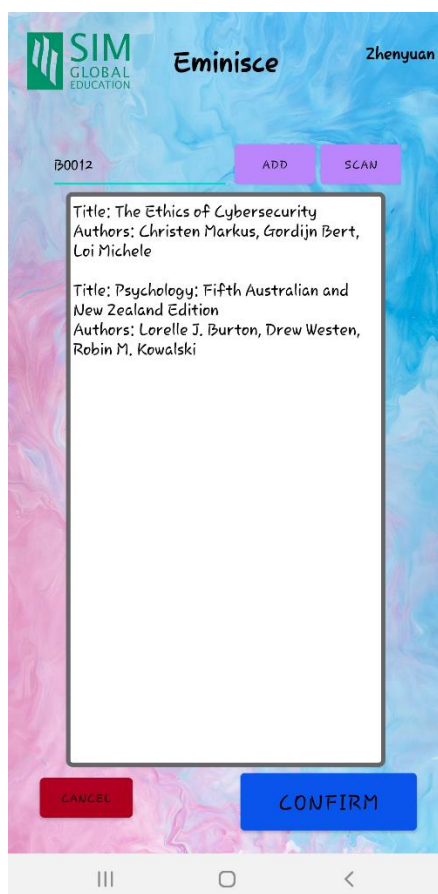 SIM
GLOBAL
EDUCATION
Eminisce
Zhenyuan
B0012
ADD
SCAN
Title: The Ethics of Cybersecurity
Authors: Christen Markus, Gordijn Bert,
Loi Michele
Title: Psychology: Fifth Australian and
New Zealand Edition
Authors: Lorelle J. Burton, Drew Westen,
Robin M. Kowalski
CANCEL
CONFIRM